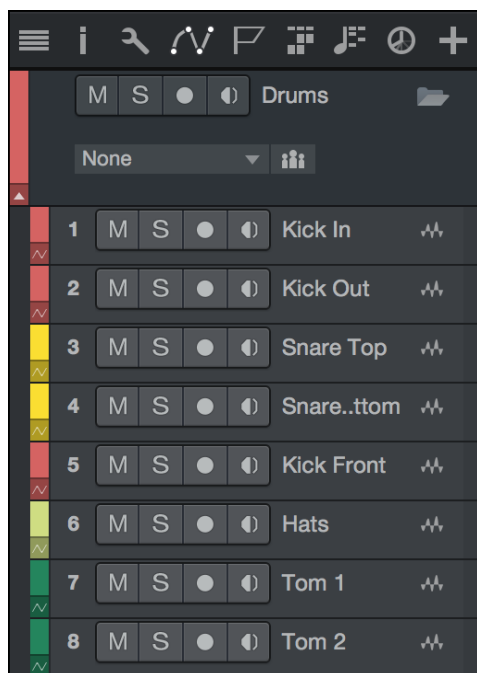 i
M S Drums
None
1 M S Kick In
2 M S Kick Out
3 M S Snare Top
4 M S Snare..ttom
5 M S Kick Front
6 M S Hats
7 M S Tom 1
8 M S Tom 2